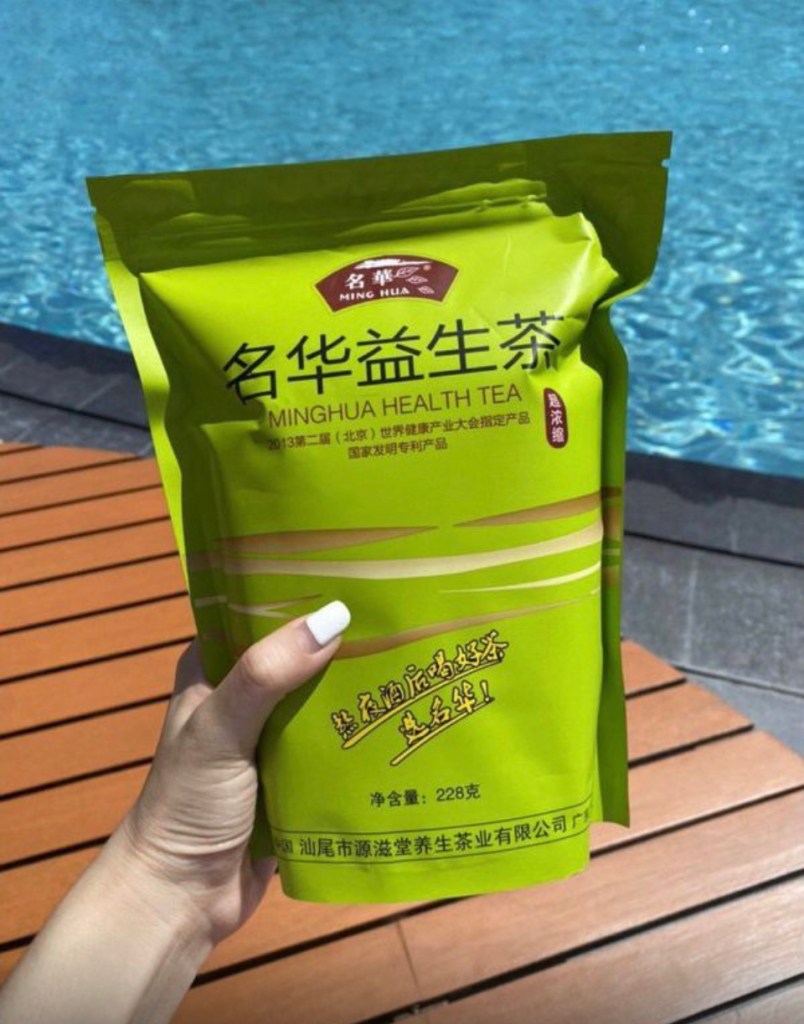 名華
MING HUA
名华益生茶
MINGHUA HEALTH TEA
2013第二届（北京）世界健康产业大会指定产品
国家发明专利产品
超浓缩
熬夜酒后喝好茶
选名华！
净含量：228克
中国 汕尾市源滋堂养生茶业有限公司 广